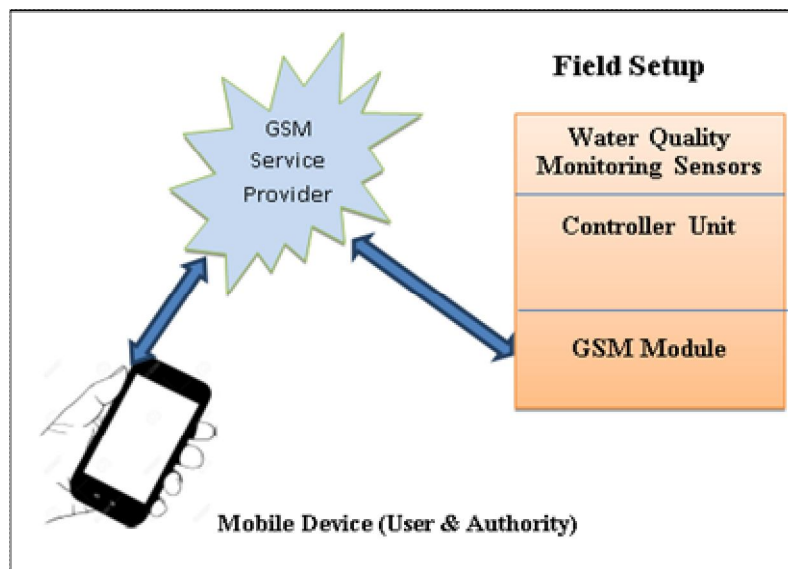 Field Setup
GSM
Service
Provider
Water Quality
Monitoring Sensors
Controller Unit
GSM Module
Mobile Device (User & Authority)